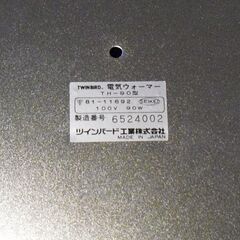 TWINBIRD. 電気ウォーマー
TH-90型
〒81-11692
100V 90W
製造番号 6524002
ツインバード工業株式会社
MADE IN JAPAN